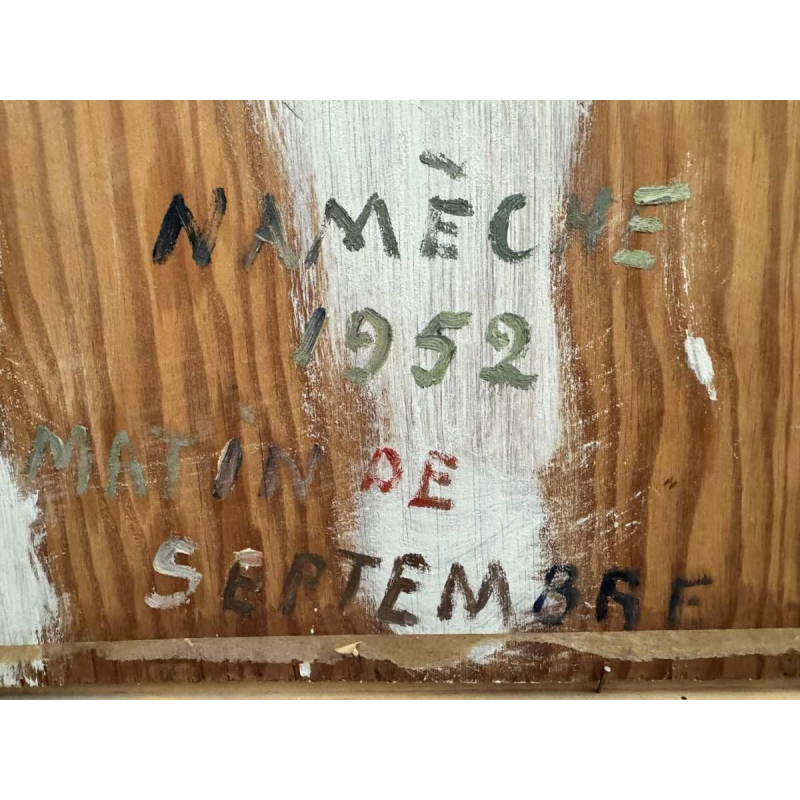 NAMÈCHE
1952
MATIN DE
SEPTEMBRE